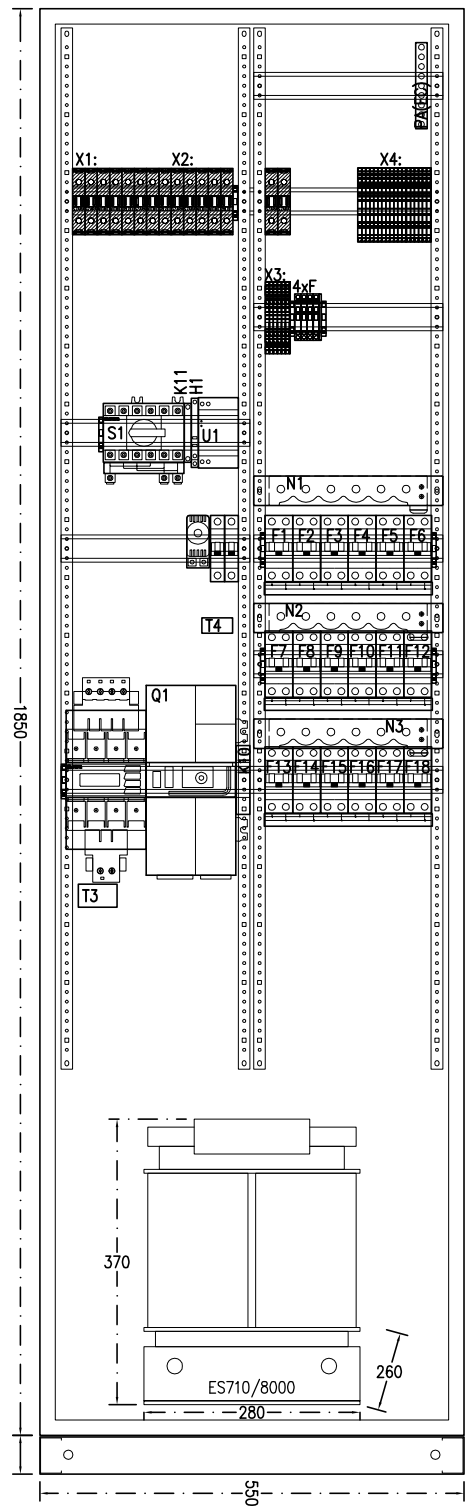 PA(FC)
X1:
X2:
X4:
X3:
4xF
K11
H1
S1
U1
N1
F1
F2
F3
F4
F5
F6
T4
N2
F7
F8
F9
F10
F11
F12
Q1
N3
K10
F13
F14
F15
F16
F17
F18
T3
1850
370
ES710/8000
260
280
550